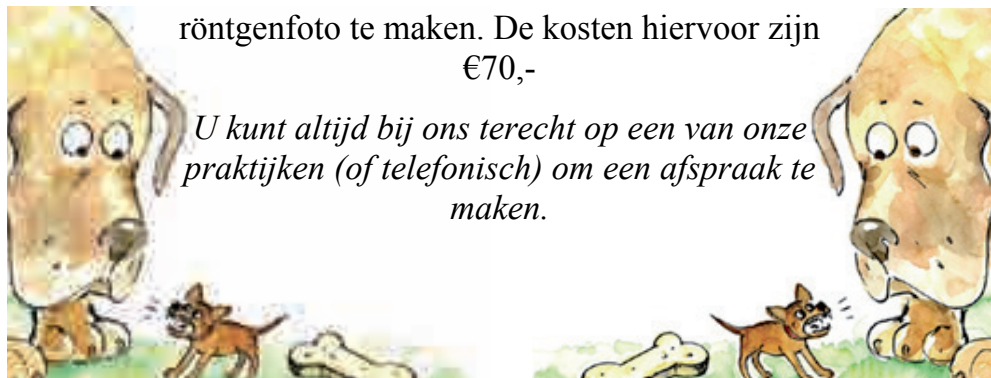 röntgenfoto te maken. De kosten hiervoor zijn
€70,-
U kunt altijd bij ons terecht op een van onze
praktijken (of telefonisch) om een afspraak te
maken.